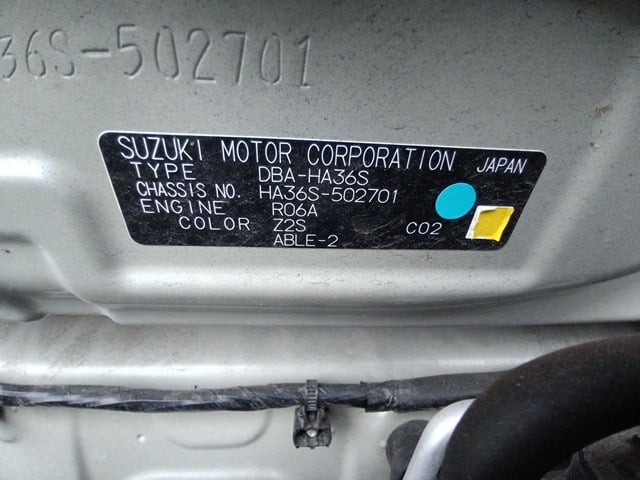 36S-502701
SUZUKI MOTOR CORPORATION JAPAN
TYPE DBA-HA36S
CHASSIS NO. HA36S-502701
ENGINE R06A
COLOR Z2S C02
ABLE-2